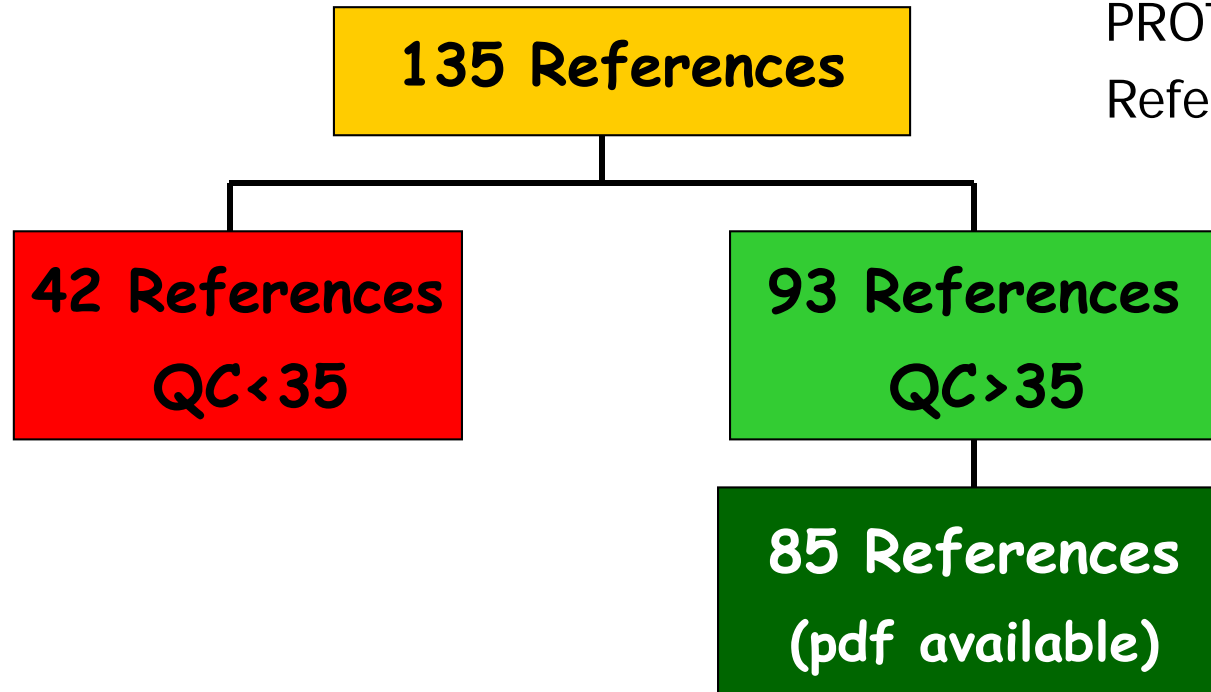 135 References
42 References
QC<35
93 References
QC>35
85 References
(pdf available)